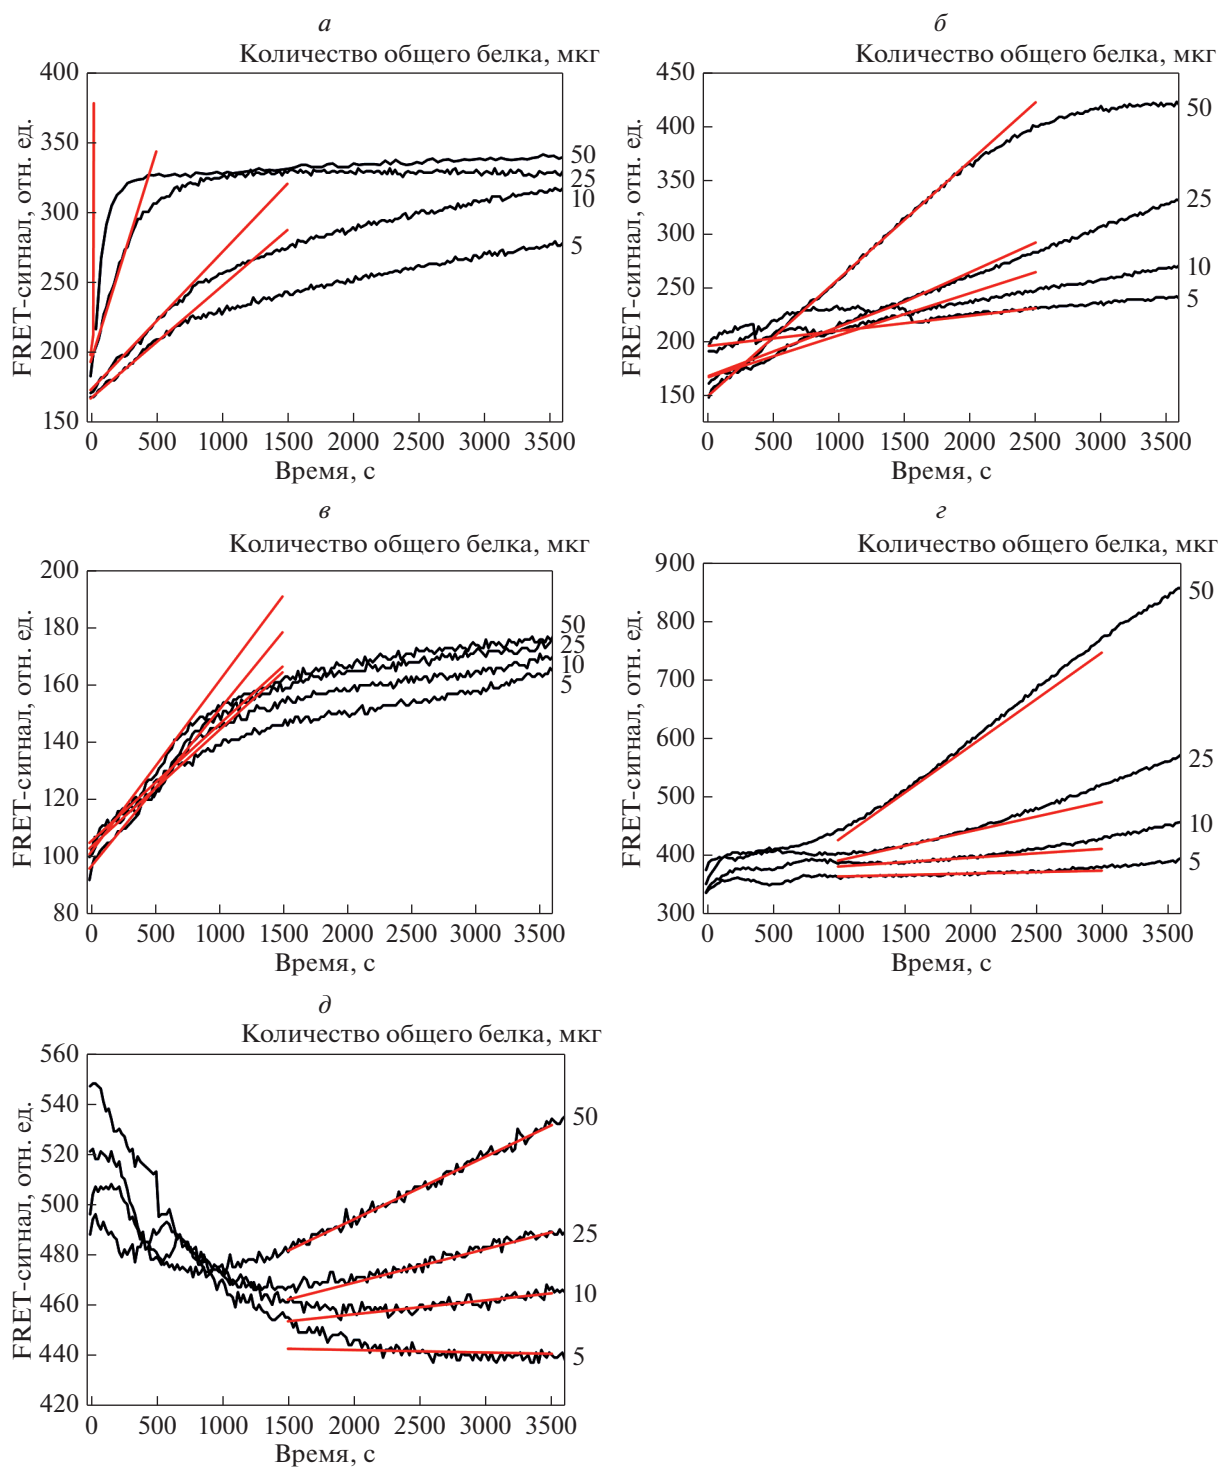 а
Количество общего белка, мкг
FRET-сигнал, отн. ед.
400
350
300
250
200
150
50
25
10
5
0 500 1000 1500 2000 2500 3000 3500
Время, с
б
Количество общего белка, мкг
FRET-сигнал, отн. ед.
450
400
350
300
250
200
150
50
25
10
5
0 500 1000 1500 2000 2500 3000 3500
Время, с
в
Количество общего белка, мкг
FRET-сигнал, отн. ед.
200
180
160
140
120
100
80
50
25
10
5
0 500 1000 1500 2000 2500 3000 3500
Время, с
г
Количество общего белка, мкг
FRET-сигнал, отн. ед.
900
800
700
600
500
400
300
50
25
10
5
0 500 1000 1500 2000 2500 3000 3500
Время, с
д
Количество общего белка, мкг
FRET-сигнал, отн. ед.
560
540
520
500
480
460
440
420
50
25
10
5
0 500 1000 1500 2000 2500 3000 3500
Время, с